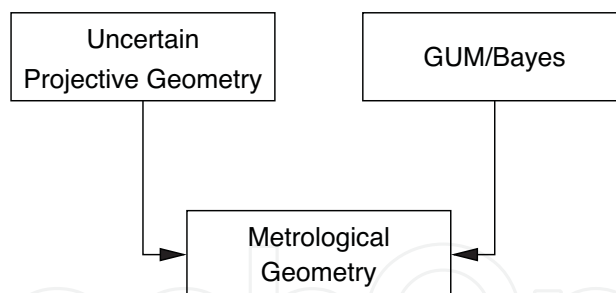 Uncertain
Projective Geometry
GUM/Bayes
Metrological
Geometry